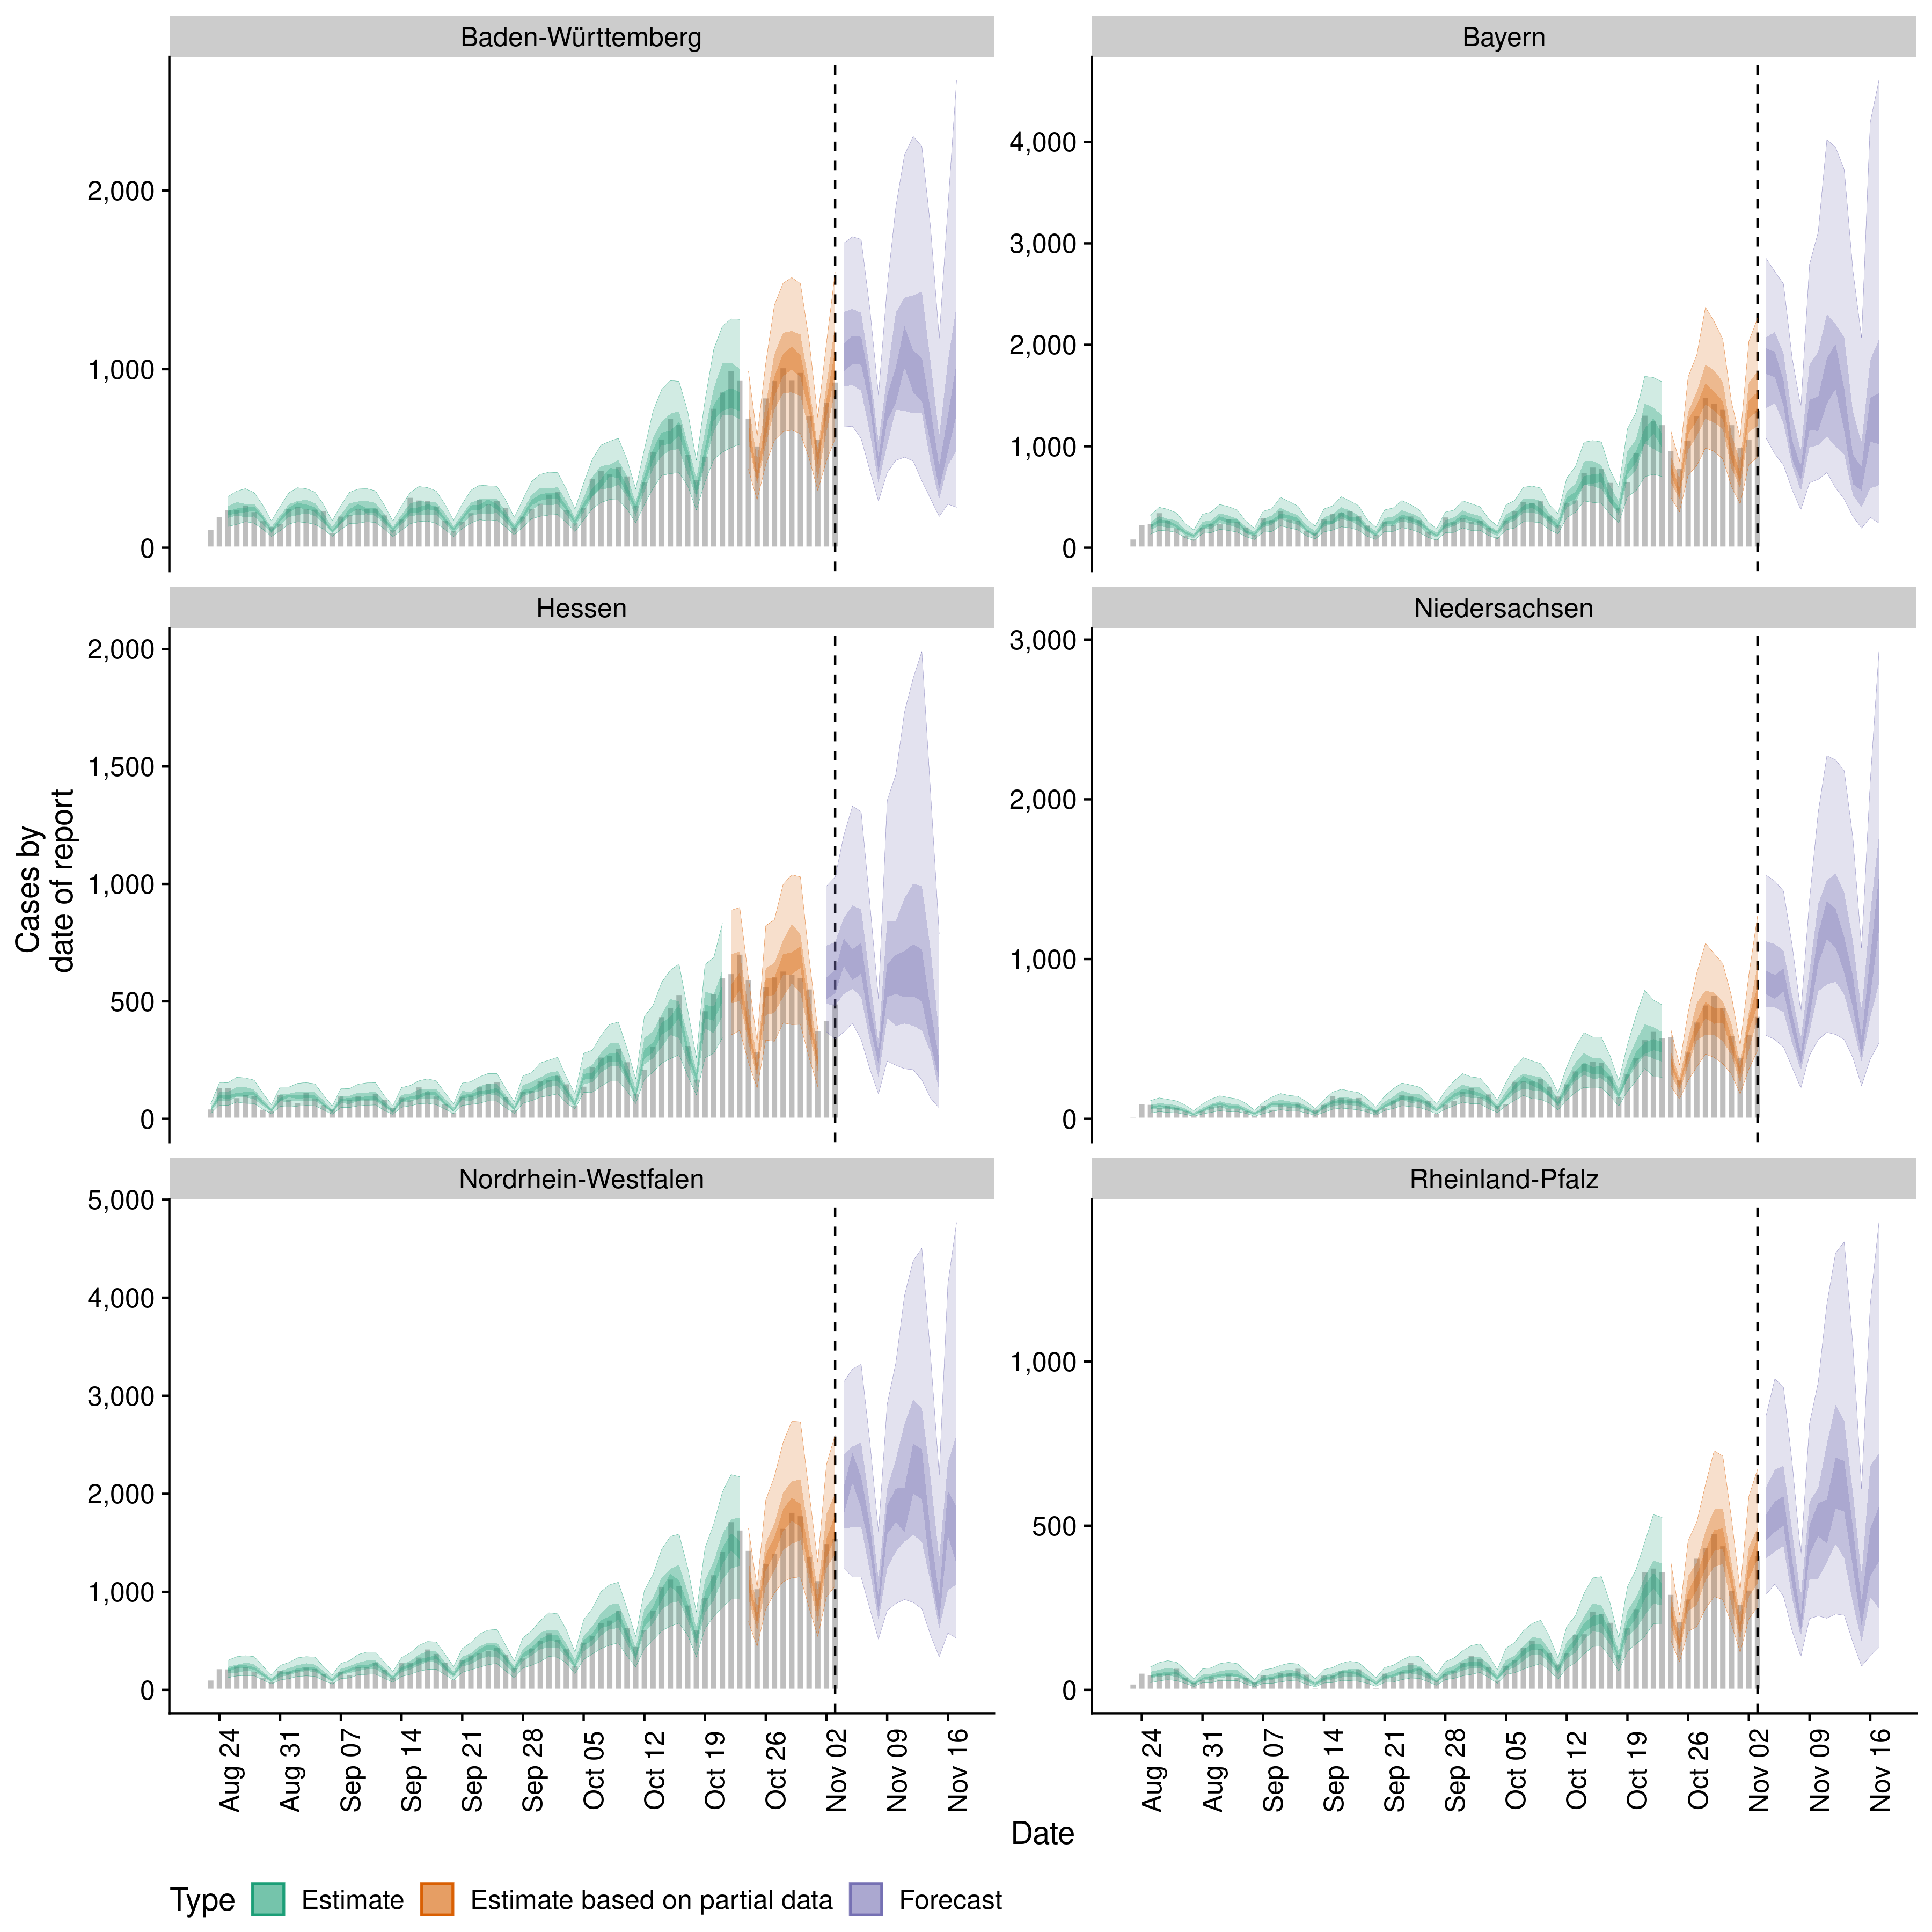 Baden-Württemberg
Bayern
2,000
1,000
0
4,000
3,000
2,000
1,000
0
Hessen
Niedersachsen
2,000
1,500
1,000
500
0
3,000
2,000
1,000
0
Nordrhein-Westfalen
Rheinland-Pfalz
5,000
4,000
3,000
2,000
1,000
0
1,000
500
0
Cases by
date of report
Aug 24
Aug 31
Sep 07
Sep 14
Sep 21
Sep 28
Oct 05
Oct 12
Oct 19
Oct 26
Nov 02
Nov 09
Nov 16
Aug 24
Aug 31
Sep 07
Sep 14
Sep 21
Sep 28
Oct 05
Oct 12
Oct 19
Oct 26
Nov 02
Nov 09
Nov 16
Date
Type Estimate Estimate based on partial data Forecast